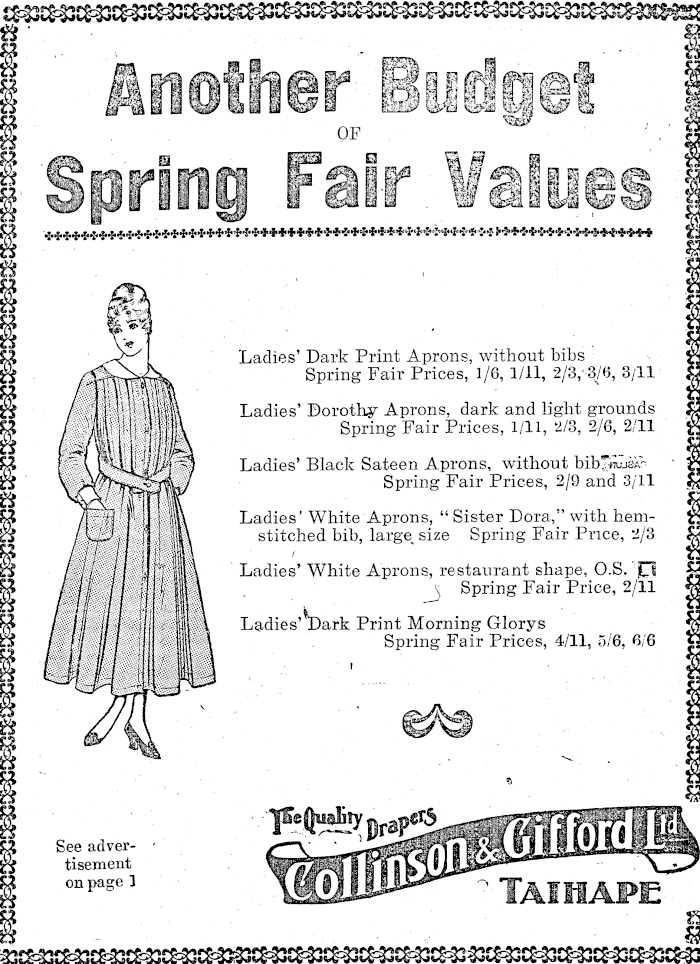 Another Budget
OF
Spring Fair Values
Ladies' Dark Print Aprons, without bibs
Spring Fair Prices, 1/6, 1/11, 2/3, 3/6, 3/11
Ladies' Dorothy Aprons, dark and light grounds
Spring Fair Prices, 1/11, 2/3, 2/6, 2/11
Ladies' Black Sateen Aprons, without bib
Spring Fair Prices, 2/9 and 3/11
Ladies' White Aprons, "Sister Dora," with hem-
stitched bib, large size Spring Fair Price, 2/3
Ladies' White Aprons, restaurant shape, O.S.
Spring Fair Price, 2/11
Ladies' Dark Print Morning Glorys
Spring Fair Prices, 4/11, 5/6, 6/6
See adver-
tisement
on page 1
The Quality Drapers
Collinson & Gifford Ltd
TAIHAPE